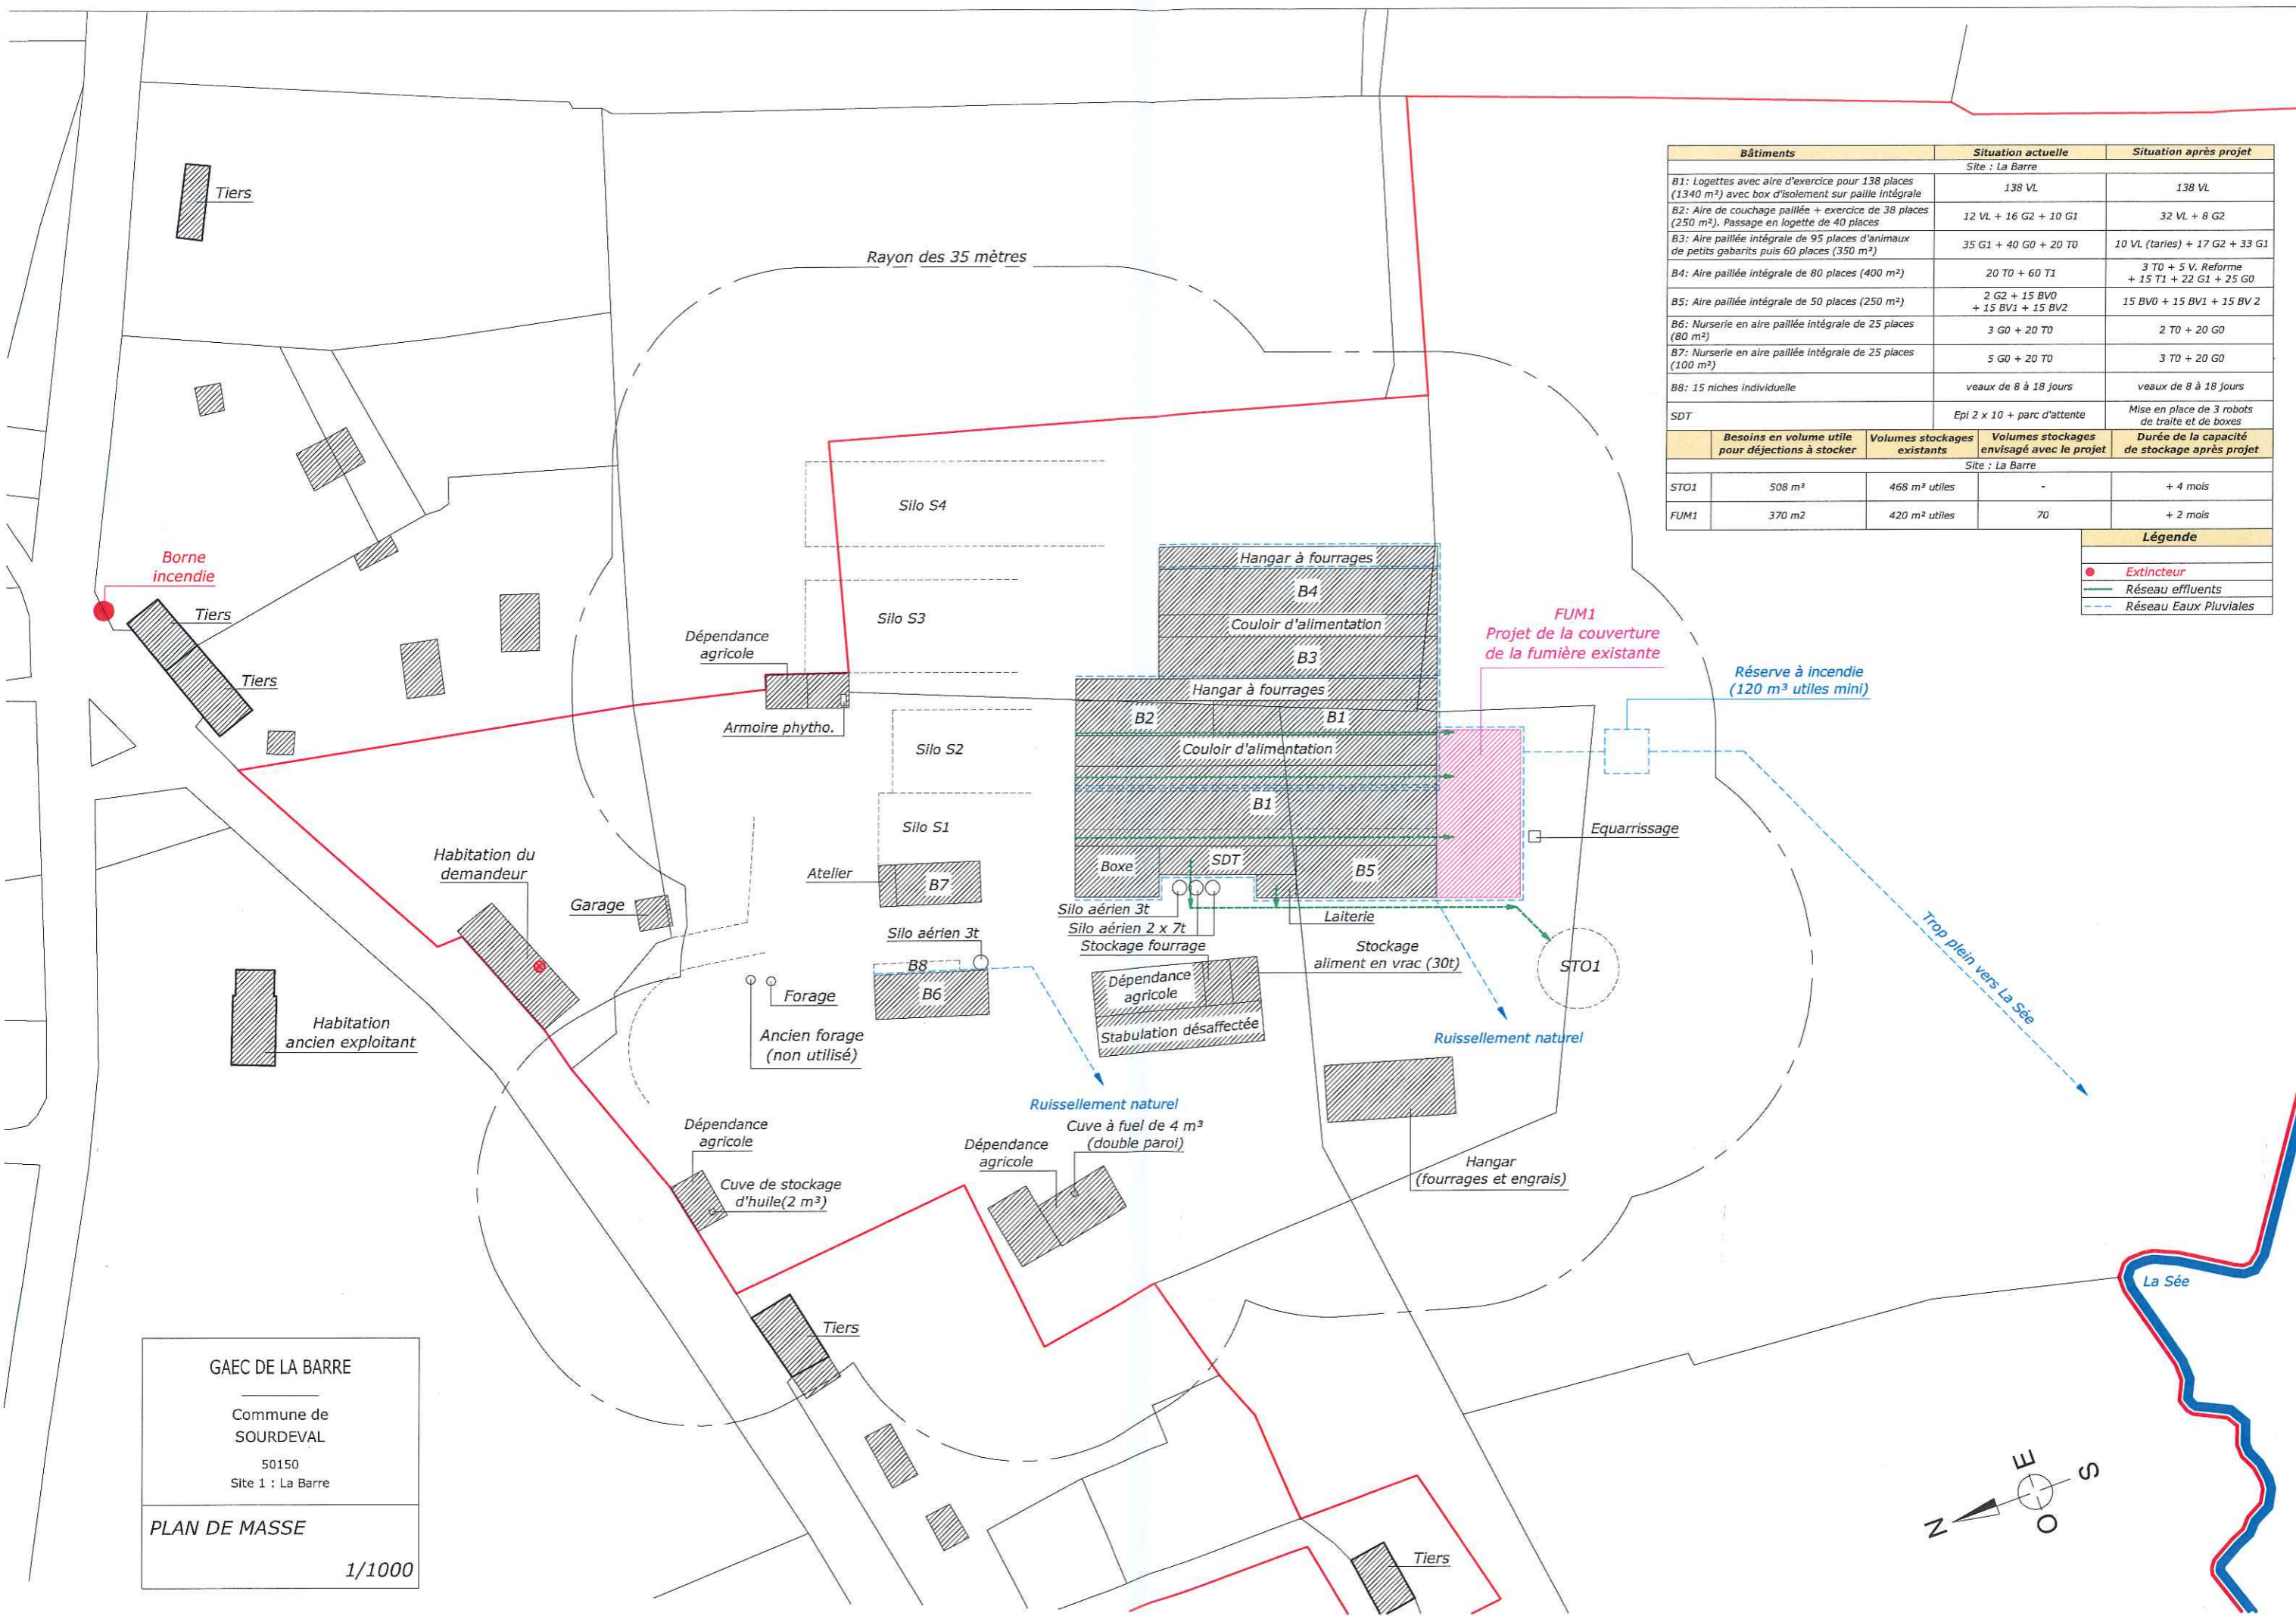 Bâtiments
Situation actuelle
Situation après projet
Site : La Barre
B1: Logettes avec aire d'exercice pour 138 places
(1340 m²) avec box d'isolement sur paille intégrale
138 VL
138 VL
B2: Aire de couchage paillée + exercice de 38 places
(250 m²). Passage en logette de 40 places
12 VL + 16 G2 + 10 G1
32 VL + 8 G2
B3: Aire paillée intégrale de 95 places d'animaux
de petits gabarits puis 60 places (350 m²)
35 G1 + 40 G0 + 20 T0
10 VL (taries) + 17 G2 + 33 G1
B4: Aire paillée intégrale de 80 places (400 m²)
20 T0 + 60 T1
3 T0 + 5 V. Reforme
+ 15 T1 + 22 G1 + 25 G0
B5: Aire paillée intégrale de 50 places (250 m²)
2 G2 + 15 BV0
+ 15 BV1 + 15 BV2
15 BV0 + 15 BV1 + 15 BV 2
B6: Nurserie en aire paillée intégrale de 25 places
(80 m²)
3 G0 + 20 T0
2 T0 + 20 G0
B7: Nurserie en aire paillée intégrale de 25 places
(100 m²)
5 G0 + 20 T0
3 T0 + 20 G0
B8: 15 niches individuelle
veaux de 8 à 18 jours
veaux de 8 à 18 jours
SDT
Epi 2 x 10 + parc d'attente
Mise en place de 3 robots
de traite et de boxes
Besoins en volume utile
pour déjections à stocker
Volumes stockages
existants
Volumes stockages
envisagé avec le projet
Durée de la capacité
de stockage après projet
Site : La Barre
STO1
508 m³
468 m³ utiles
-
+ 4 mois
FUM1
370 m2
420 m² utiles
70
+ 2 mois
Légende
Extincteur
Réseau effluents
Réseau Eaux Pluviales
Tiers
Rayon des 35 mètres
Silo S4
Borne
incendie
Tiers
Tiers
Silo S3
Dépendance
agricole
Armoire phytho.
Hangar à fourrages
B4
Couloir d'alimentation
B3
Hangar à fourrages
B2
B1
Couloir d'alimentation
B1
Boxe
SDT
B5
FUM1
Projet de la couverture
de la fumière existante
Réserve à incendie
(120 m³ utiles mini)
Equarrissage
Silo S2
Silo S1
Habitation du
demandeur
Garage
Atelier
B7
Silo aérien 3t
B8
B6
Silo aérien 3t
Silo aérien 2 x 7t
Stockage fourrage
Laiterie
Stockage
aliment en vrac (30t)
Dépendance
agricole
Stabulation désaffectée
STO1
Trop plein vers La Sée
Forage
Ancien forage
(non utilisé)
Habitation
ancien exploitant
Ruissellement naturel
Ruissellement naturel
Dépendance
agricole
Cuve de stockage
d'huile(2 m³)
Dépendance
agricole
Cuve à fuel de 4 m³
(double paroi)
Hangar
(fourrages et engrais)
La Sée
Tiers
Tiers
GAEC DE LA BARRE
Commune de
SOURDEVAL
50150
Site 1 : La Barre
PLAN DE MASSE
1/1000
E
S
N
O